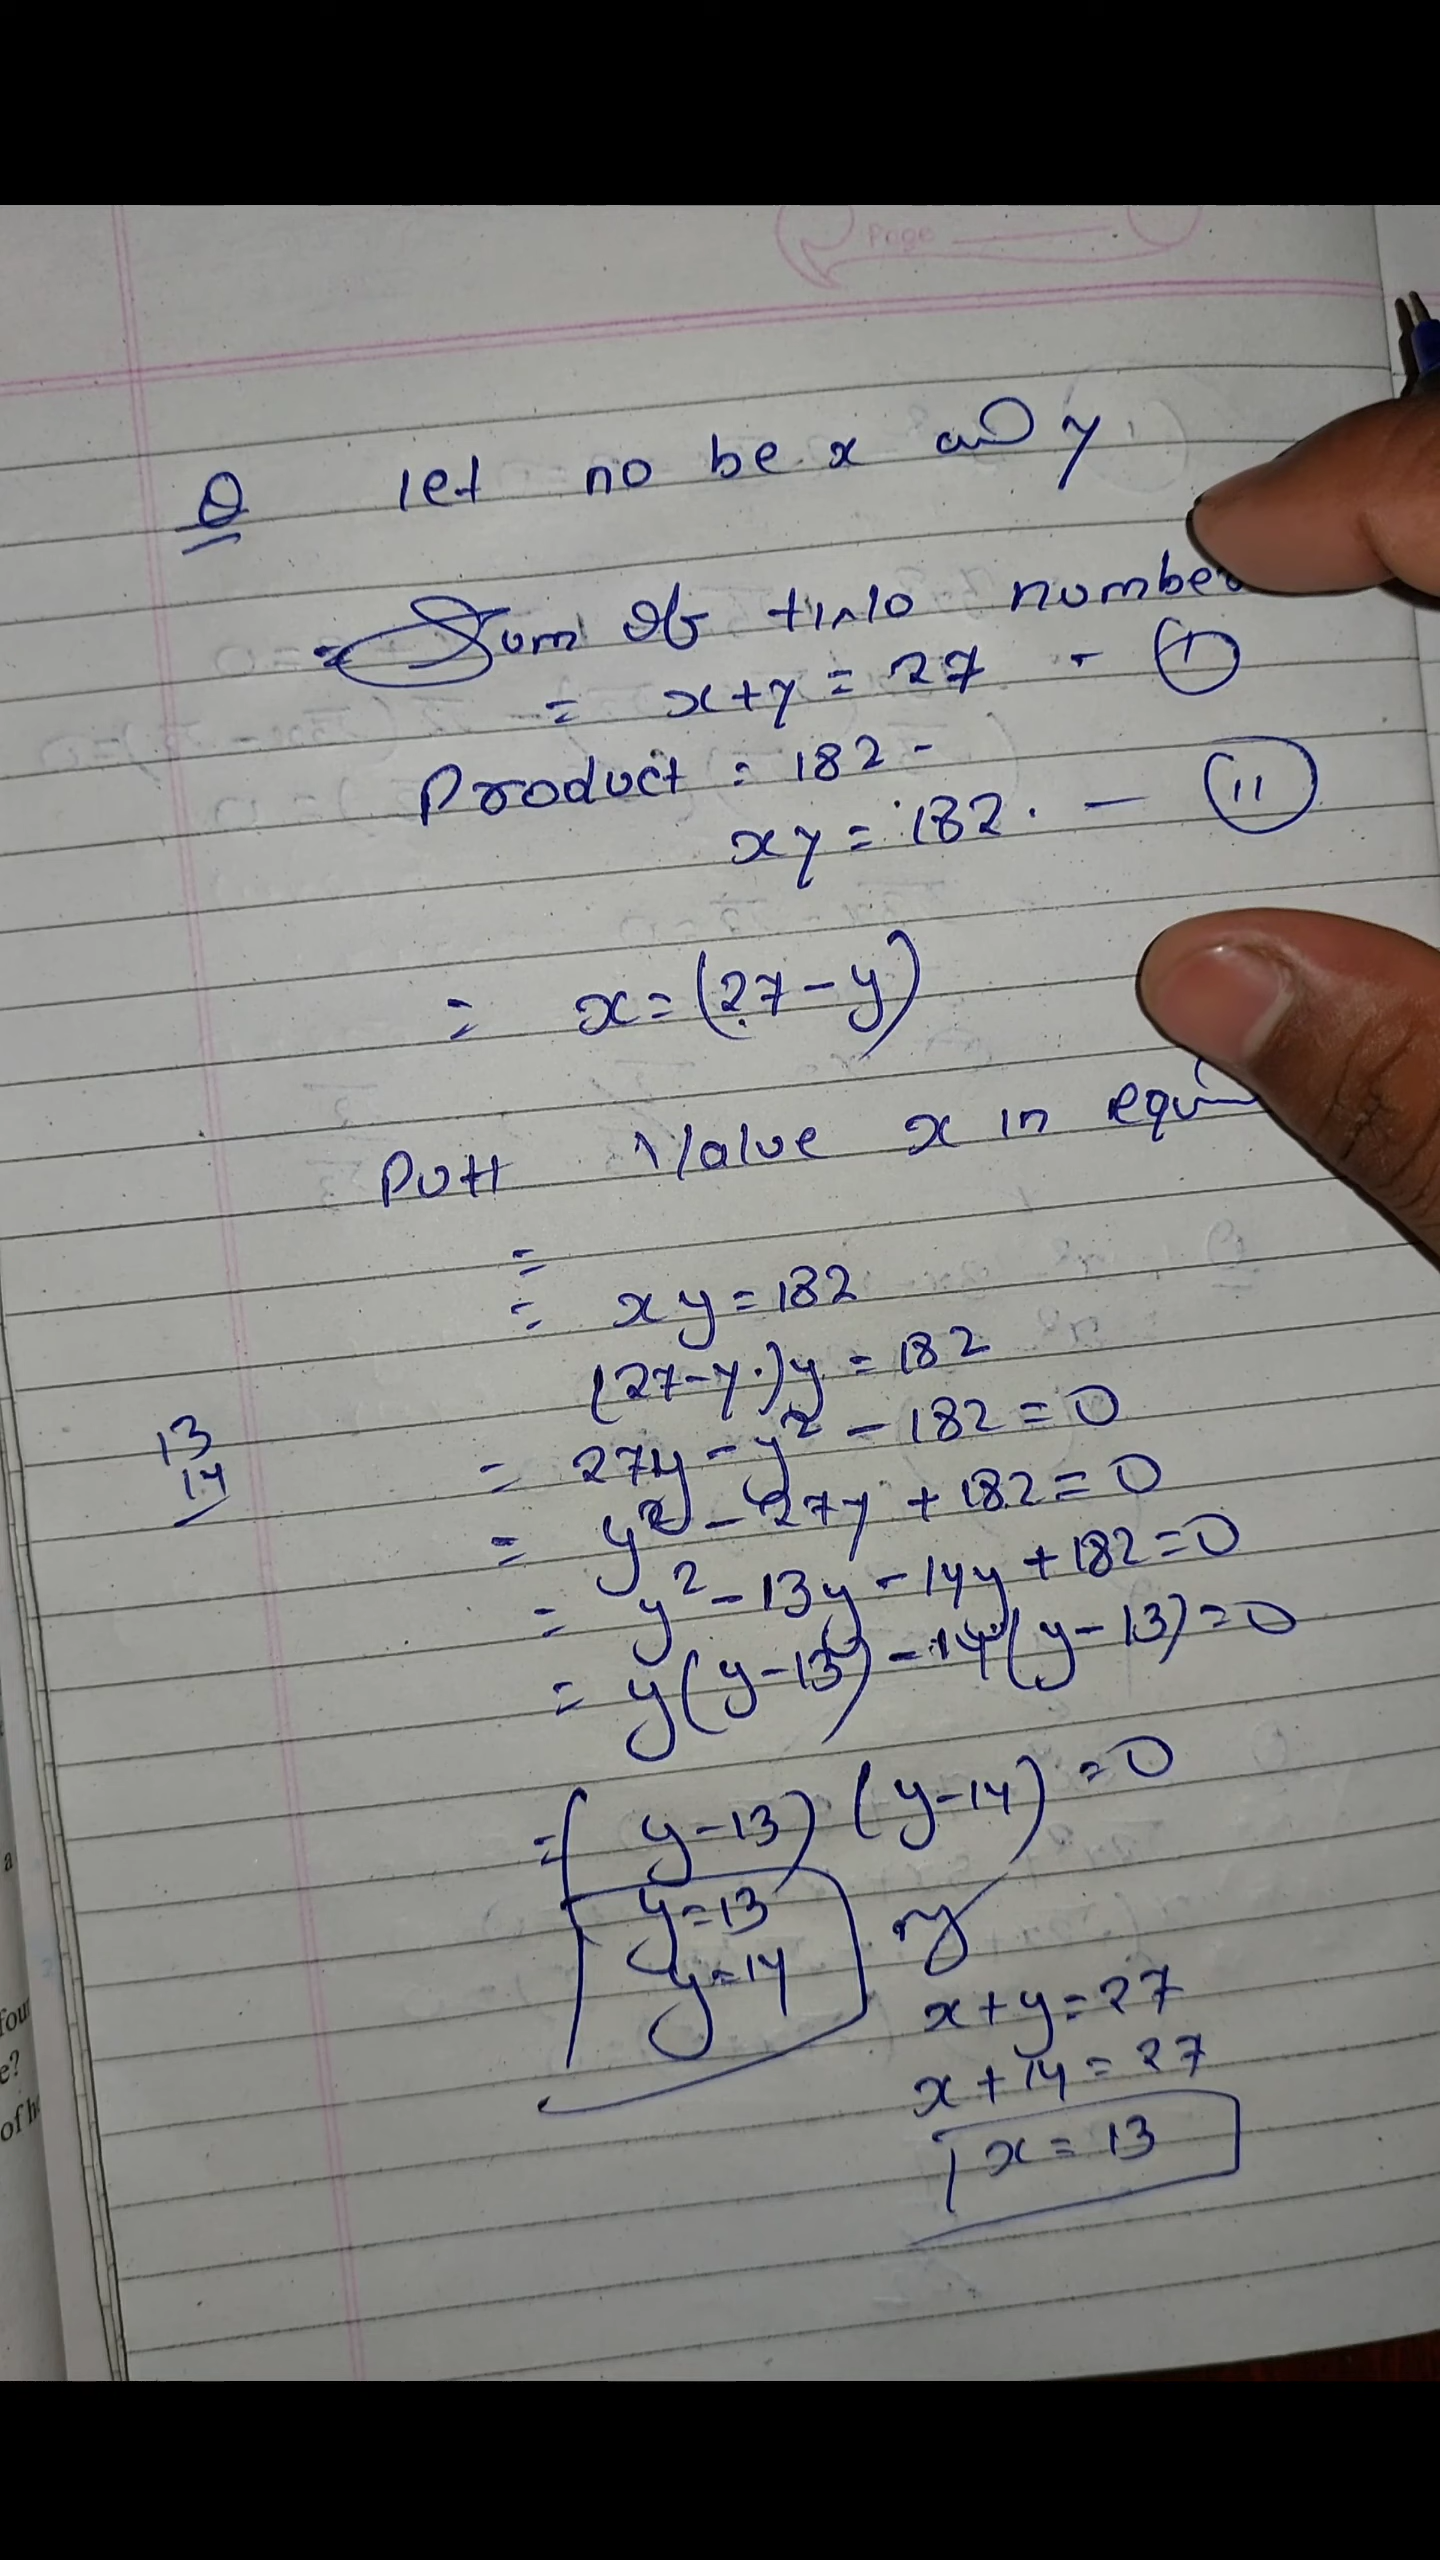 Page
Q let no be x and y.
= Sum of two number
= x+y = 27 - (I)
Product = 182 -
xy = 182. — (II)
= x = (27-y)
Putt Value x in equ
=
= xy = 182
(27-y.)y = 182
= 27y - y² - 182 = 0
13
14
= y² - 27y + 182 = 0
= y² - 13y - 14y + 182 = 0
= y(y-13) - 14(y-13) = 0
= (y-13) (y-14) = 0
y = 13
y = 14
x+y = 27
x+14 = 27
x = 13
a
four
e?
of h